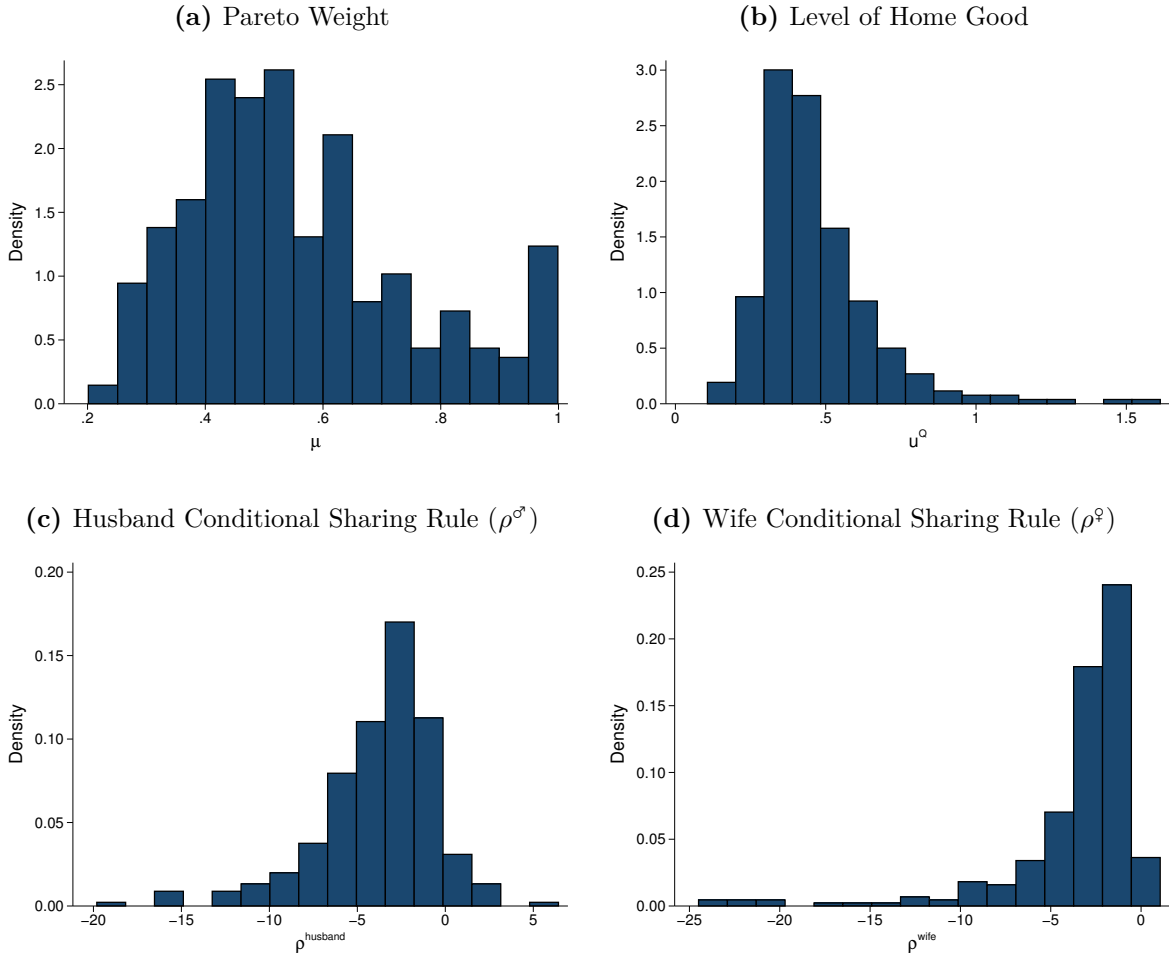 (a) Pareto Weight
2.5
2.0
1.5
1.0
0.5
0.0
Density
.2 .4 .6 .8 1
μ
(b) Level of Home Good
3.0
2.5
2.0
1.5
1.0
0.5
0.0
Density
0 .5 1 1.5
u^Q
(c) Husband Conditional Sharing Rule (ρ^♂)
0.20
0.15
0.10
0.05
0.00
Density
−20 −15 −10 −5 0 5
ρ^husband
(d) Wife Conditional Sharing Rule (ρ^♀)
0.25
0.20
0.15
0.10
0.05
0.00
Density
−25 −20 −15 −10 −5 0
ρ^wife